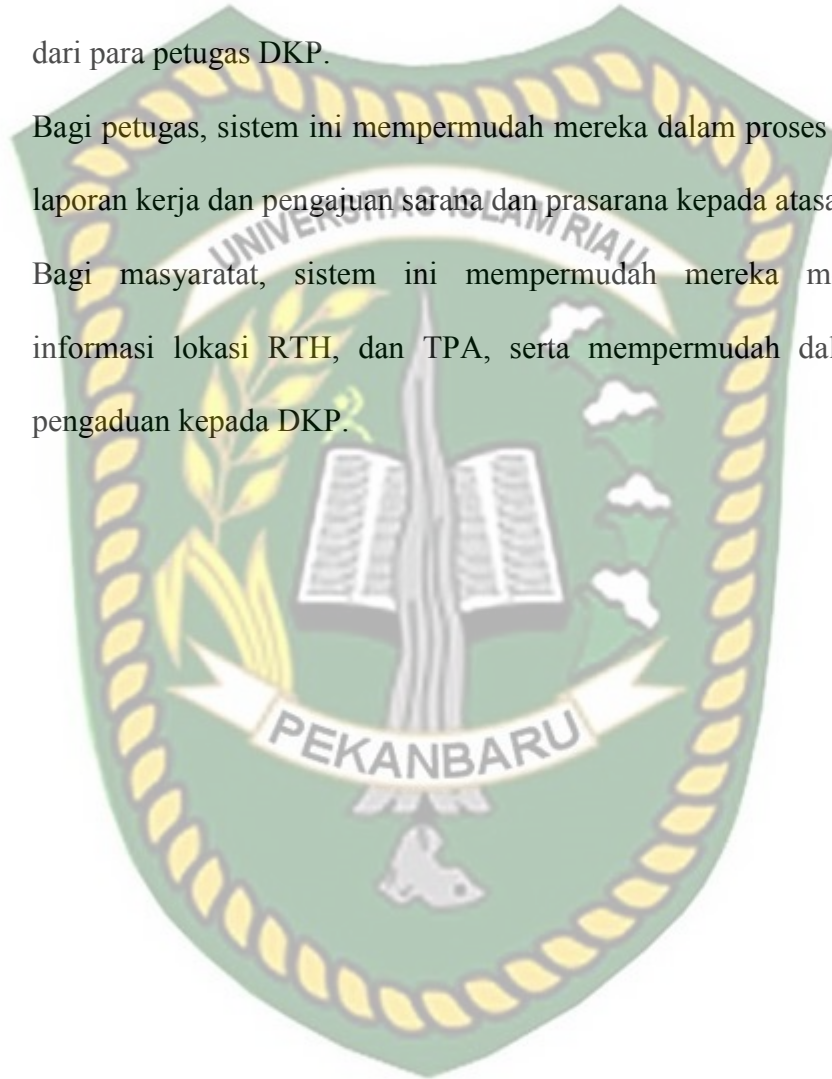 dari para petugas DKP.
Bagi petugas, sistem ini mempermudah mereka dalam proses
laporan kerja dan pengajuan sarana dan prasarana kepada
UNIVERSITAS ISLAM RIAU
Bagi masyaratat, sistem ini mempermudah mereka
informasi lokasi RTH, dan TPA, serta mempermudah
pengaduan kepada DKP.
PEKANBARU